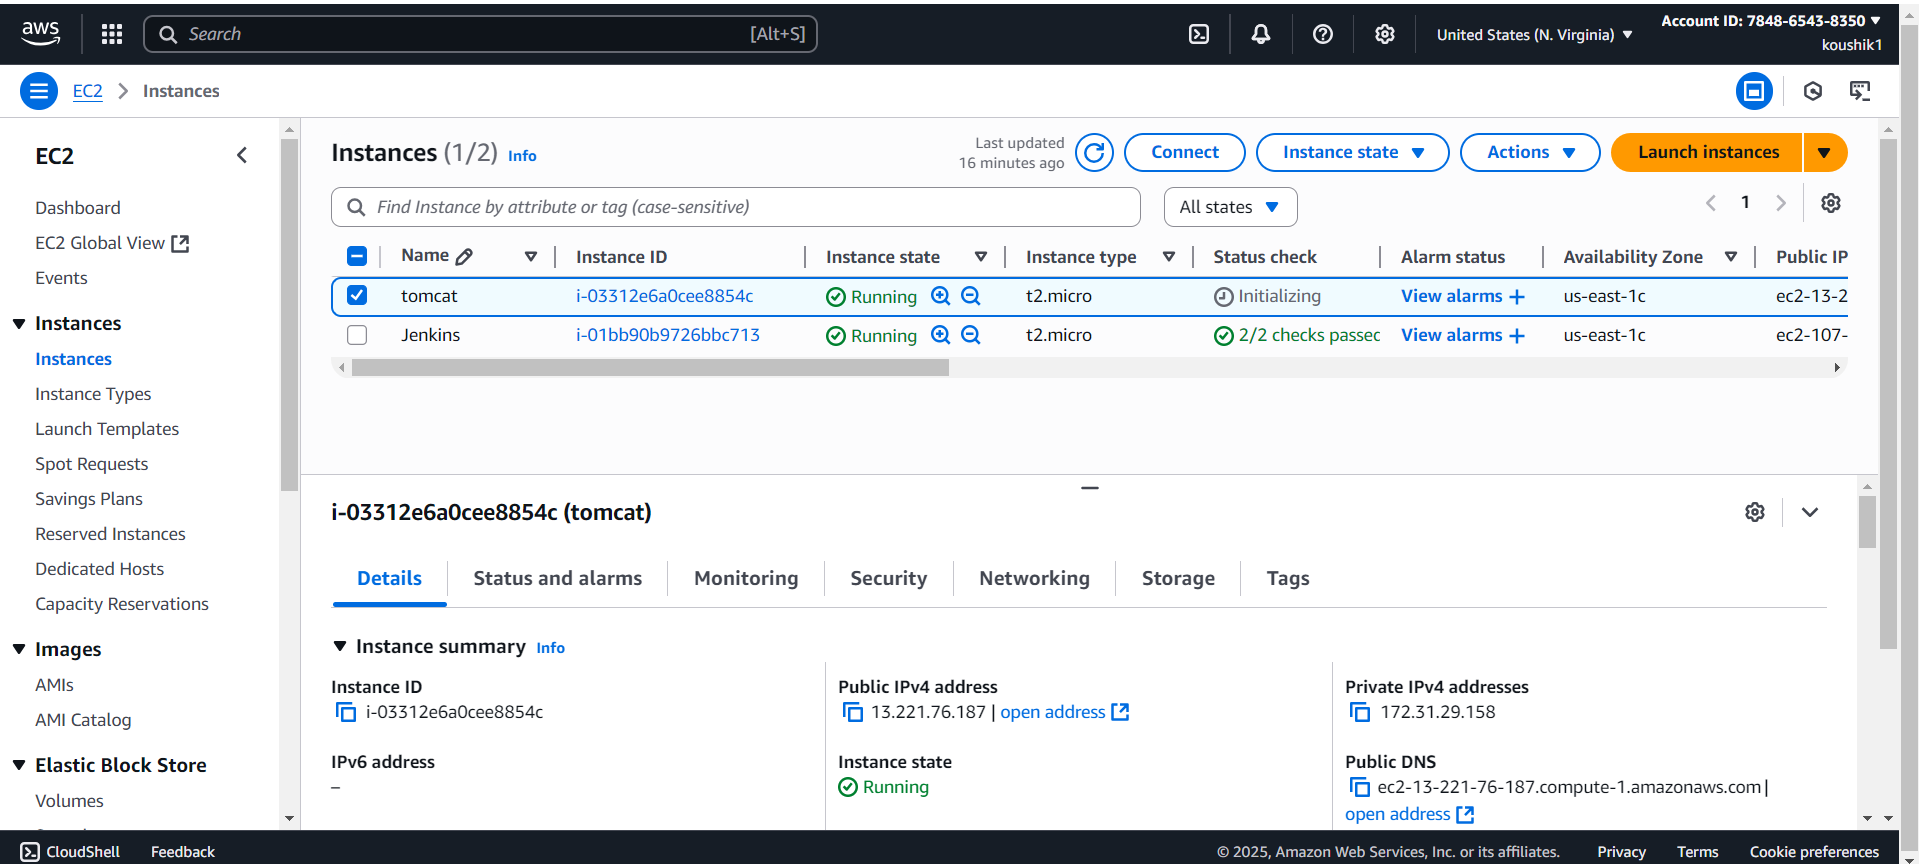 aws
Search [Alt+S]
United States (N. Virginia)
Account ID: 7848-6543-8350
koushik1
EC2 Instances
EC2
Dashboard
EC2 Global View
Events
Instances
Instances
Instance Types
Launch Templates
Spot Requests
Savings Plans
Reserved Instances
Dedicated Hosts
Capacity Reservations
Images
AMIs
AMI Catalog
Elastic Block Store
Volumes
Instances (1/2) Info
Last updated
16 minutes ago
Connect Instance state Actions Launch instances
Find Instance by attribute or tag (case-sensitive)
All states
1
Name Instance ID Instance state Instance type Status check Alarm status Availability Zone Public IP
tomcat i-03312e6a0cee8854c Running t2.micro Initializing View alarms + us-east-1c ec2-13-2
Jenkins i-01bb90b9726bbc713 Running t2.micro 2/2 checks passed View alarms + us-east-1c ec2-107-
i-03312e6a0cee8854c (tomcat)
Details Status and alarms Monitoring Security Networking Storage Tags
Instance summary Info
Instance ID
i-03312e6a0cee8854c
Public IPv4 address
13.221.76.187 | open address
Private IPv4 addresses
172.31.29.158
IPv6 address
–
Instance state
Running
Public DNS
ec2-13-221-76-187.compute-1.amazonaws.com |
open address
CloudShell Feedback
© 2025, Amazon Web Services, Inc. or its affiliates. Privacy Terms Cookie preferences